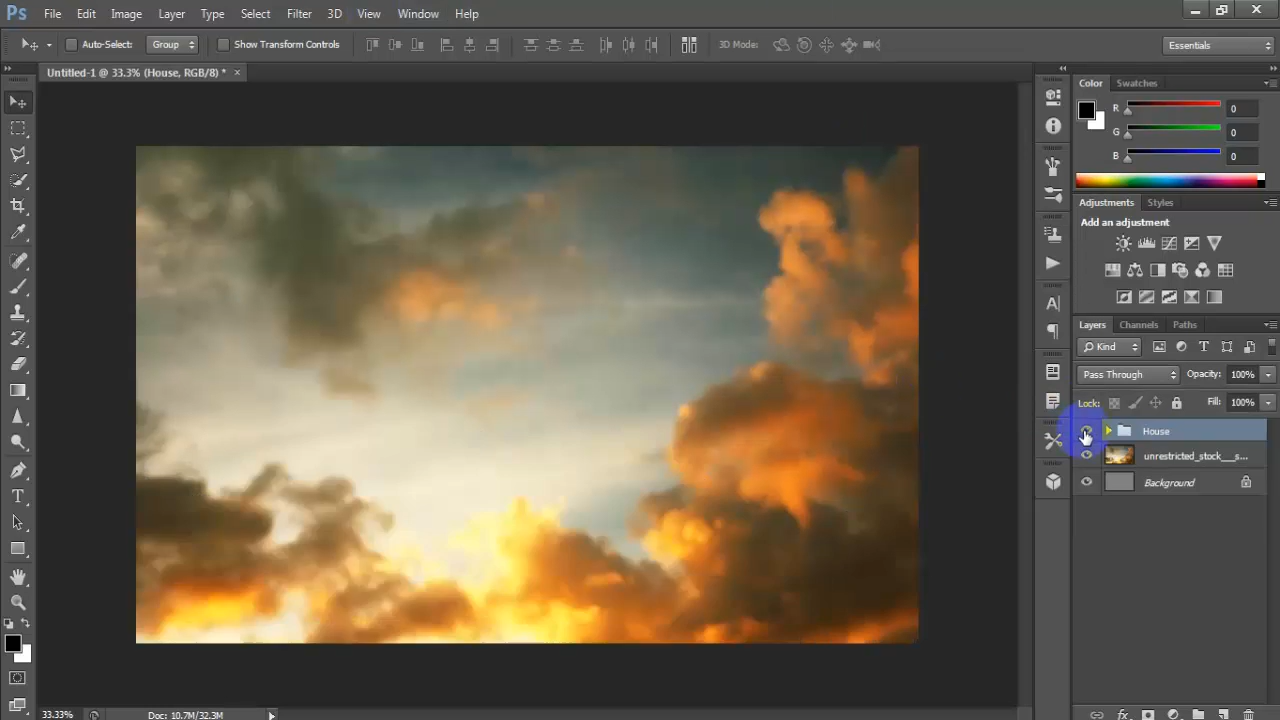 Ps File Edit Image Layer Type Select Filter 3D View Window Help
Auto-Select: Group Show Transform Controls 3D Mode: Essentials
Untitled-1 @ 33.3% (House, RGB/8) * ×
Color Swatches
R 0
G 0
B 0
Adjustments Styles
Add an adjustment
Layers Channels Paths
Kind
Pass Through Opacity: 100%
Lock: Fill: 100%
House
unrestricted_stock___s...
Background
33.33% Doc: 10.7M/32.3M